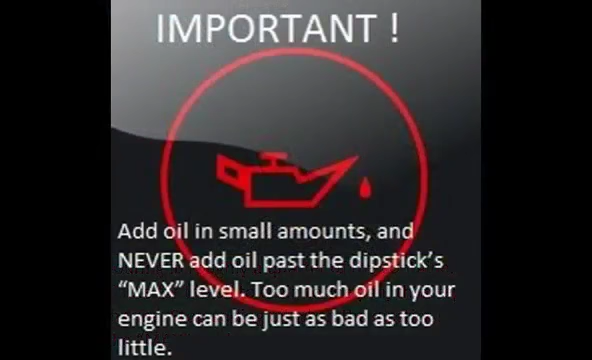 IMPORTANT !
Add oil in small amounts, and
NEVER add oil past the dipstick’s
“MAX” level. Too much oil in your
engine can be just as bad as too
little.